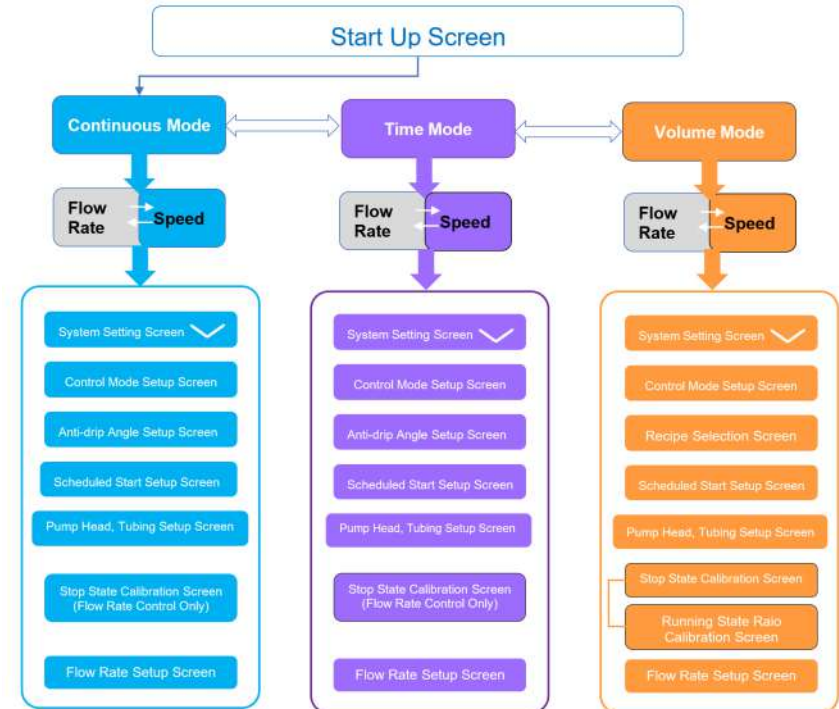 Start Up Screen
Continuous Mode
Time Mode
Volume Mode
Flow
Rate
Speed
Flow
Rate
Speed
Flow
Rate
Speed
System Setting Screen
Control Mode Setup Screen
Anti-drip Angle Setup Screen
Scheduled Start Setup Screen
Pump Head, Tubing Setup Screen
Stop State Calibration Screen
(Flow Rate Control Only)
Flow Rate Setup Screen
System Setting Screen
Control Mode Setup Screen
Anti-drip Angle Setup Screen
Scheduled Start Setup Screen
Pump Head, Tubing Setup Screen
Stop State Calibration Screen
(Flow Rate Control Only)
Flow Rate Setup Screen
System Setting Screen
Control Mode Setup Screen
Recipe Selection Screen
Scheduled Start Setup Screen
Pump Head, Tubing Setup Screen
Stop State Calibration Screen
Running State Raio
Calibration Screen
Flow Rate Setup Screen